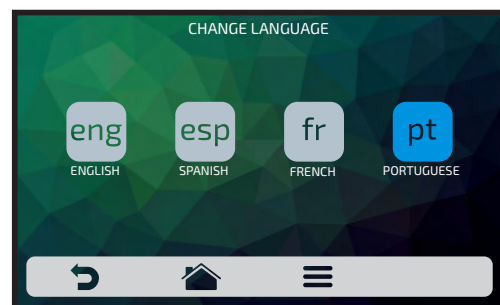 CHANGE LANGUAGE
eng esp fr pt
ENGLISH SPANISH FRENCH PORTUGUESE